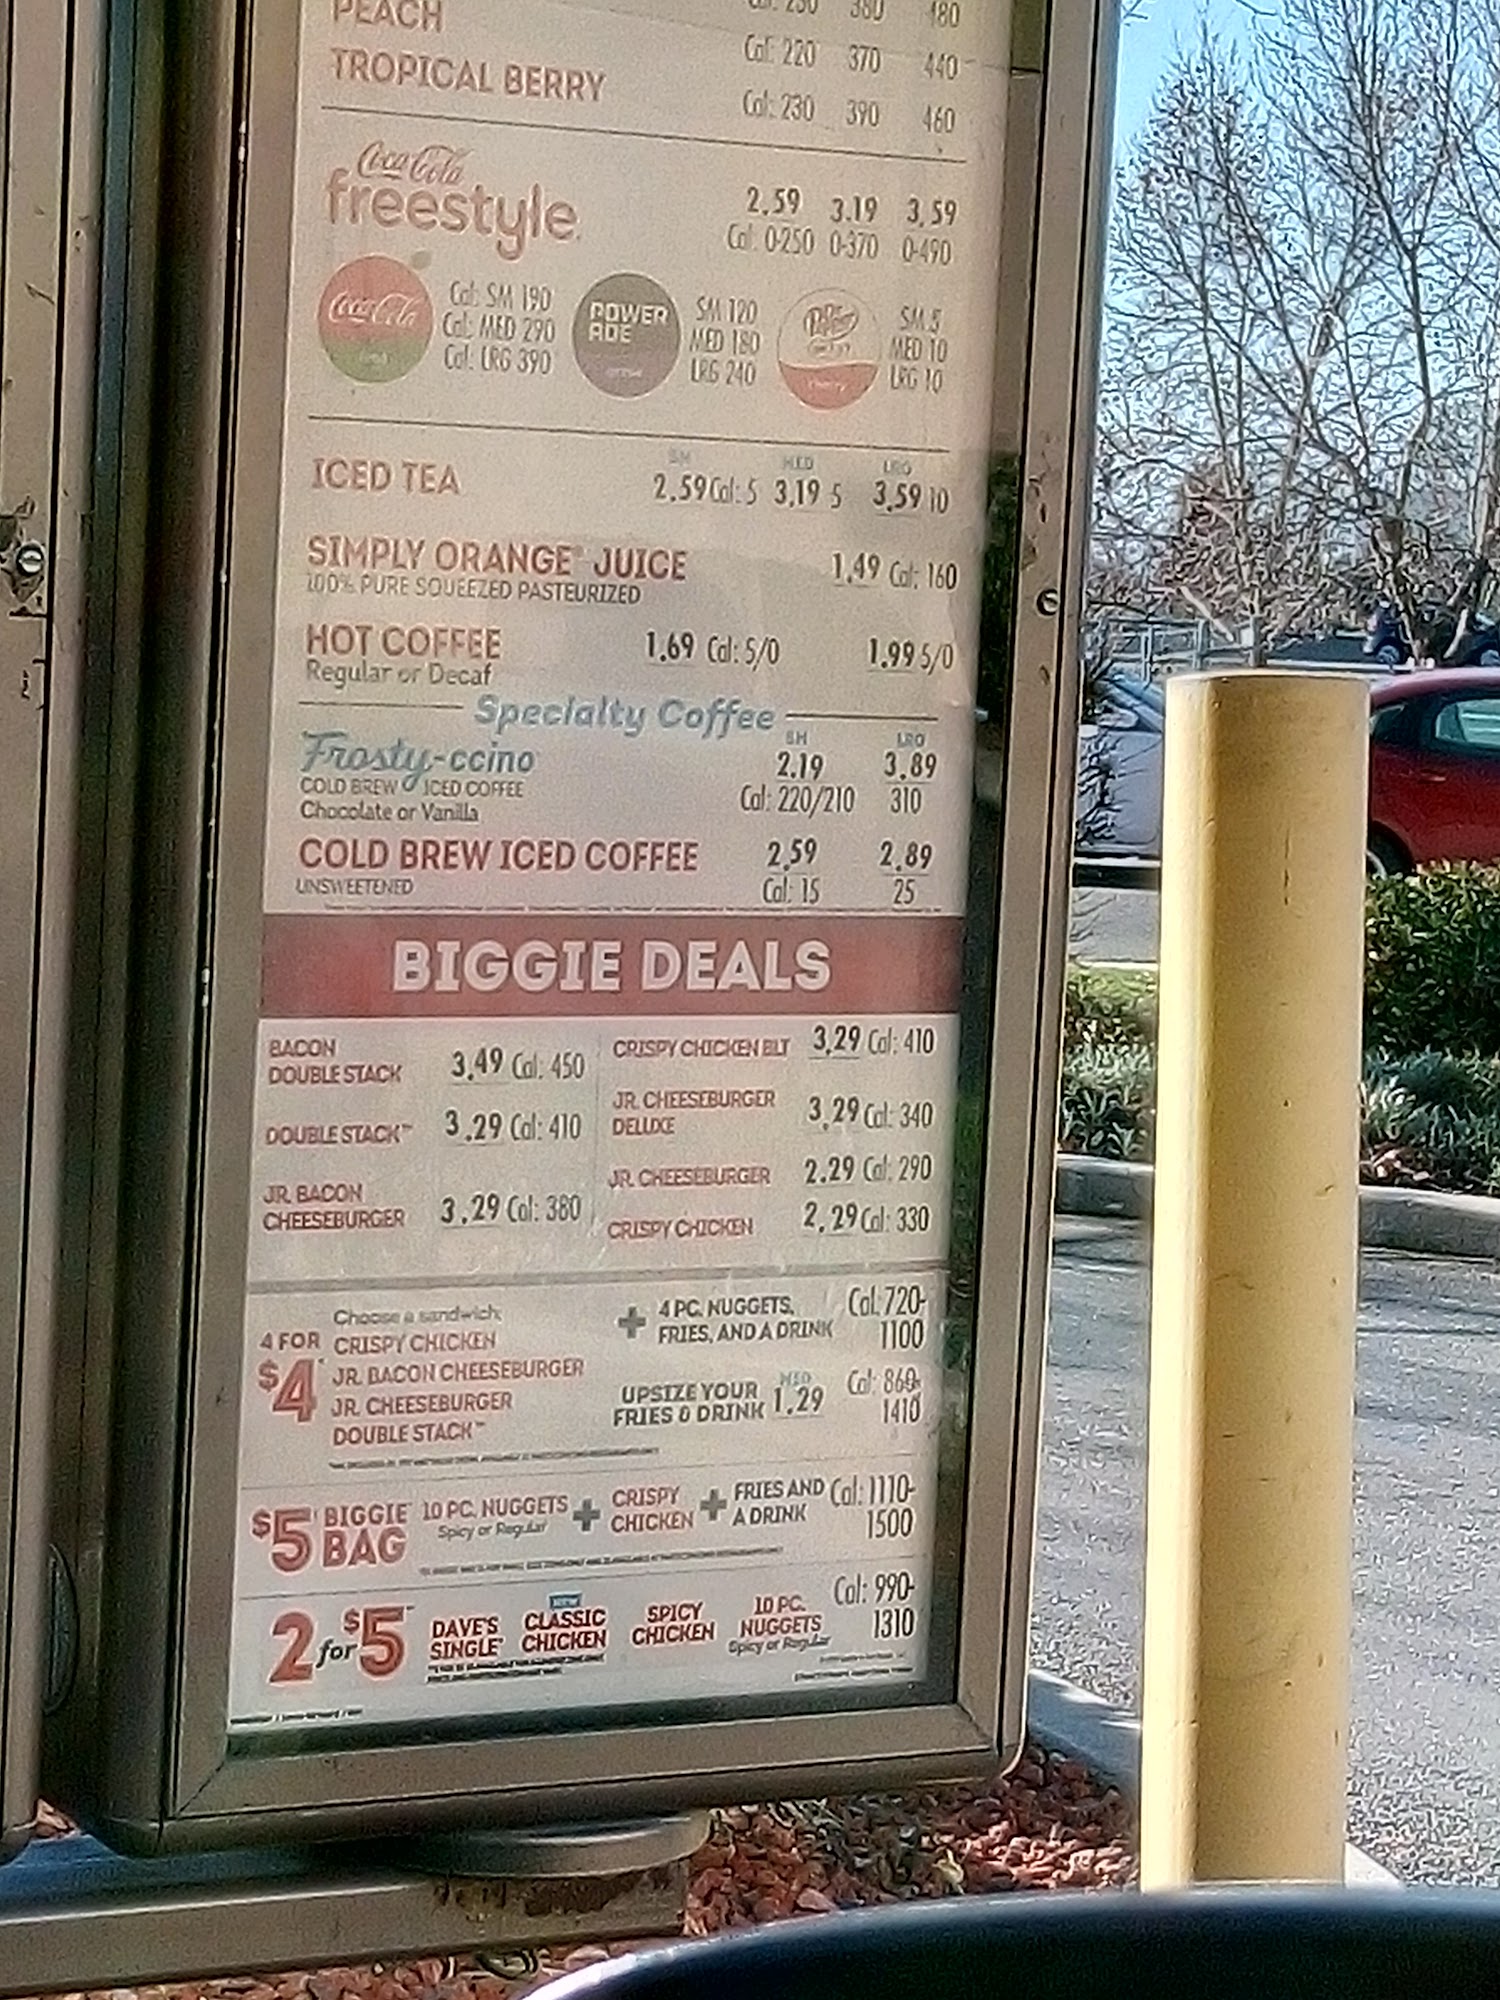 PEACH Cal: 220 370 440
TROPICAL BERRY Cal: 230 390 460
Coca-Cola
freestyle
2.59 3.19 3.59
Cal: 0-250 0-370 0-490
Coca-Cola
Cal: SM 190
Cal: MED 290
Cal: LRG 390
POWER
ADE
SM 120
MED 180
LRG 240
Dr Pepper
SM 5
MED 10
LRG 10
SM MED LRG
ICED TEA 2.59 Cal: 5 3.19 5 3.59 10
SIMPLY ORANGE® JUICE 1.49 Cal: 160
100% PURE SQUEEZED PASTEURIZED
HOT COFFEE 1.69 Cal: 5/0 1.99 5/0
Regular or Decaf
Specialty Coffee
SM LRG
Frosty-ccino 2.19 3.89
COLD BREW ICED COFFEE Cal: 220/210 310
Chocolate or Vanilla
COLD BREW ICED COFFEE 2.59 2.89
UNSWEETENED Cal: 15 25
BIGGIE DEALS
BACON
DOUBLE STACK 3.49 Cal: 450
DOUBLE STACK™ 3.29 Cal: 410
JR. BACON
CHEESEBURGER 3.29 Cal: 380
CRISPY CHICKEN BLT 3.29 Cal: 410
JR. CHEESEBURGER
DELUXE 3.29 Cal: 340
JR. CHEESEBURGER 2.29 Cal: 290
CRISPY CHICKEN 2.29 Cal: 330
4 FOR
$4
Choose a sandwich:
CRISPY CHICKEN
JR. BACON CHEESEBURGER
JR. CHEESEBURGER
DOUBLE STACK™
+ 4 PC. NUGGETS,
FRIES, AND A DRINK
Cal: 720-
1100
UPSIZE YOUR
FRIES & DRINK
MED
1.29
Cal: 860-
1410
$5 BIGGIE
BAG
10 PC. NUGGETS
Spicy or Regular
+ CRISPY
CHICKEN
+ FRIES AND
A DRINK
Cal: 1110-
1500
2 for $5
DAVE'S
SINGLE
NEW
CLASSIC
CHICKEN
SPICY
CHICKEN
10 PC.
NUGGETS
Spicy or Regular
Cal: 990-
1310